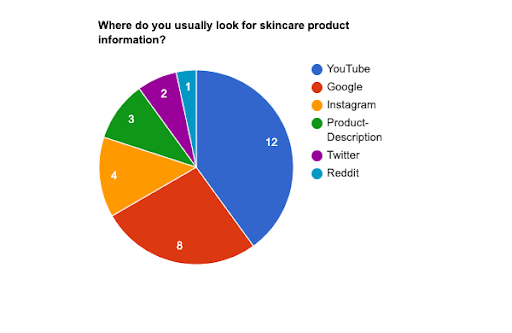 Where do you usually look for skincare product
information?
YouTube
Google
Instagram
Product-
Description
Twitter
Reddit
12
8
4
3
2
1